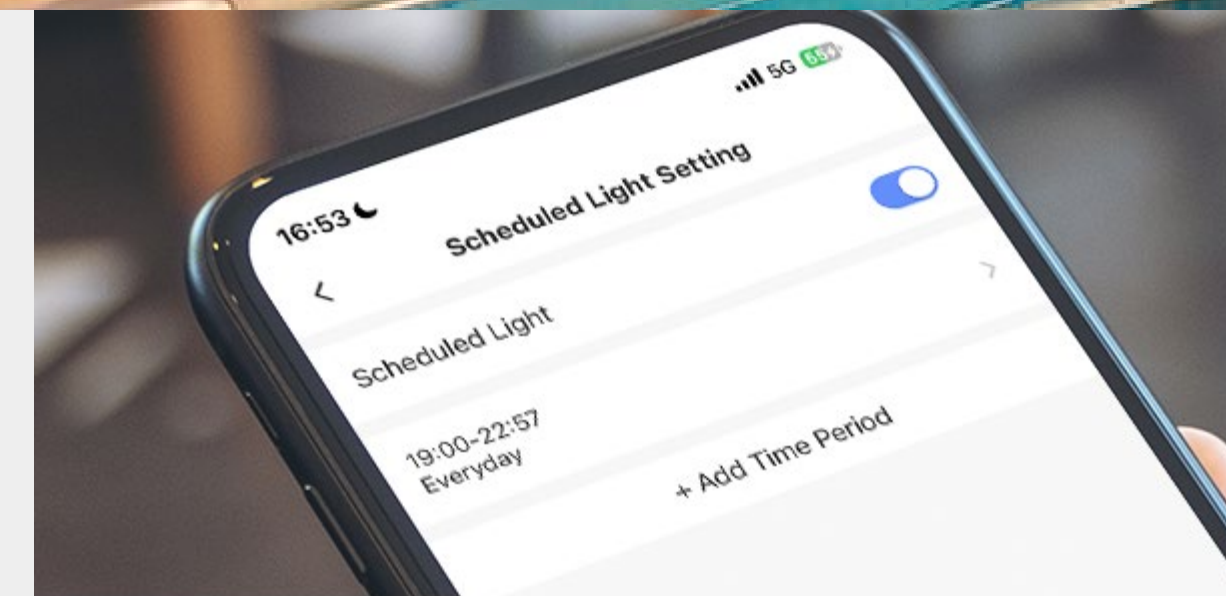 16:53
5G 65
Scheduled Light Setting
Scheduled Light
19:00-22:57
Everyday
+ Add Time Period